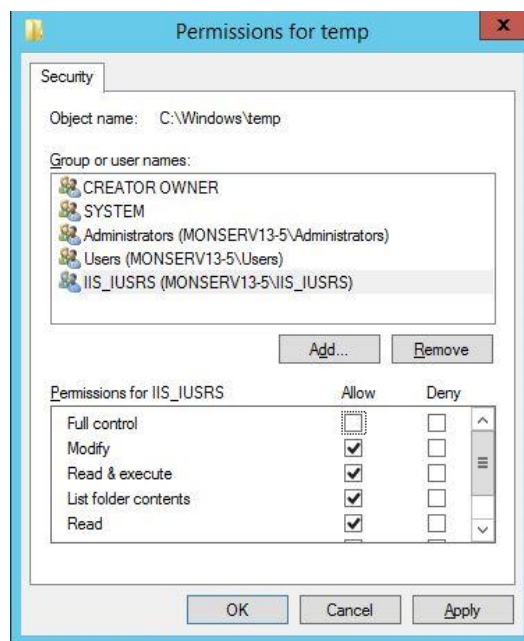 Permissions for temp
x
Security
Object name: C:\Windows\temp
Group or user names:
CREATOR OWNER
SYSTEM
Administrators (MONSERV13-5\Administrators)
Users (MONSERV13-5\Users)
IIS_IUSRS (MONSERV13-5\IIS_IUSRS)
Add... Remove
Permissions for IIS_IUSRS Allow Deny
Full control
Modify
Read & execute
List folder contents
Read
OK Cancel Apply